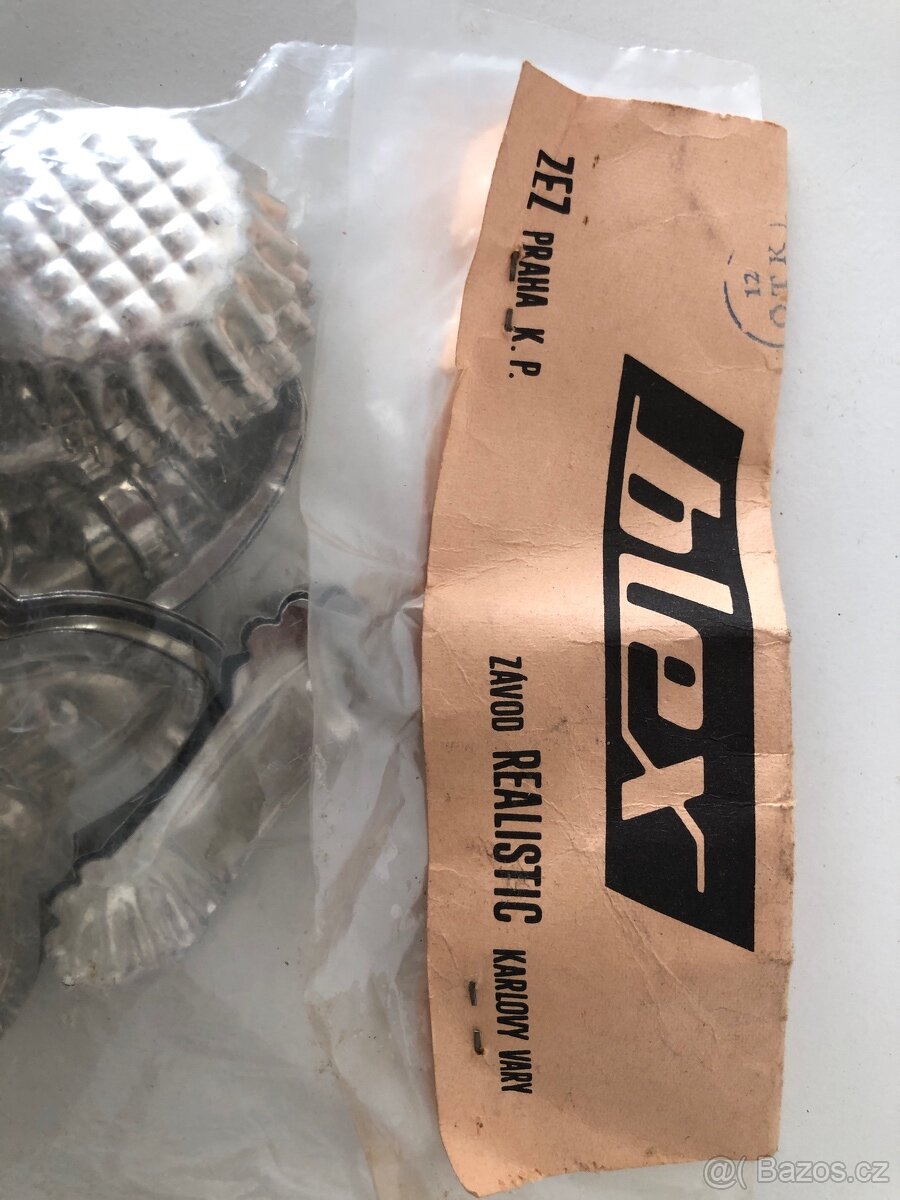 ZEZ PRAHA K. P.
12
OTK
blex
ZÁVOD REALISTIC KARLOVY VARY
@( Bazos.cz